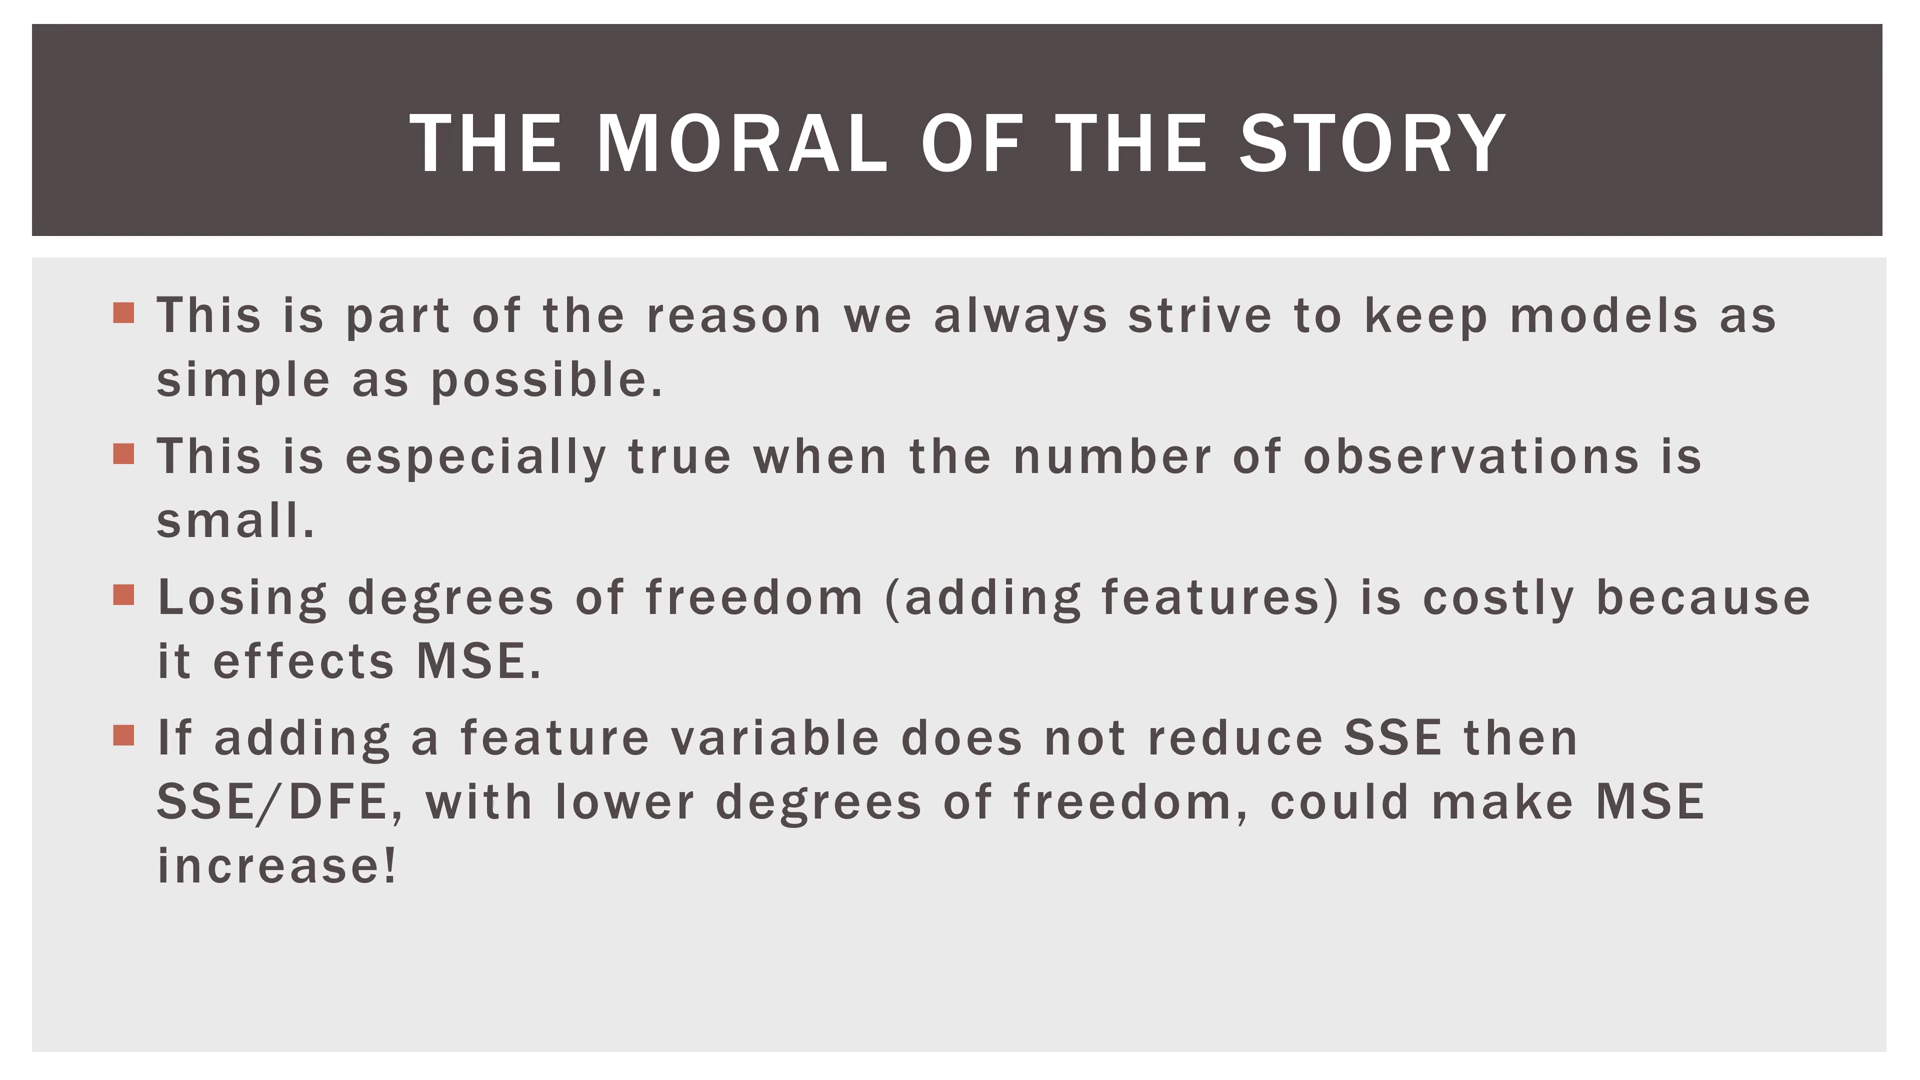 THE MORAL OF THE STORY
This is part of the reason we always strive to keep models as
simple as possible.
This is especially true when the number of observations is
small.
Losing degrees of freedom (adding features) is costly because
it effects MSE.
If adding a feature variable does not reduce SSE then
SSE/DFE, with lower degrees of freedom, could make MSE
increase!